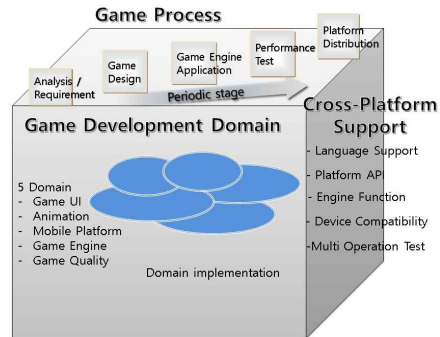 Game Process
Platform
Distribution
Performance
Test
Game Engine
Application
Game
Design
Analysis /
Requirement
Periodic stage
Cross-Platform
Support
- Language Support
- Platform API
- Engine Function
- Device Compatibility
-Multi Operation Test
Game Development Domain
5 Domain
- Game UI
- Animation
- Mobile Platform
- Game Engine
- Game Quality
Domain implementation